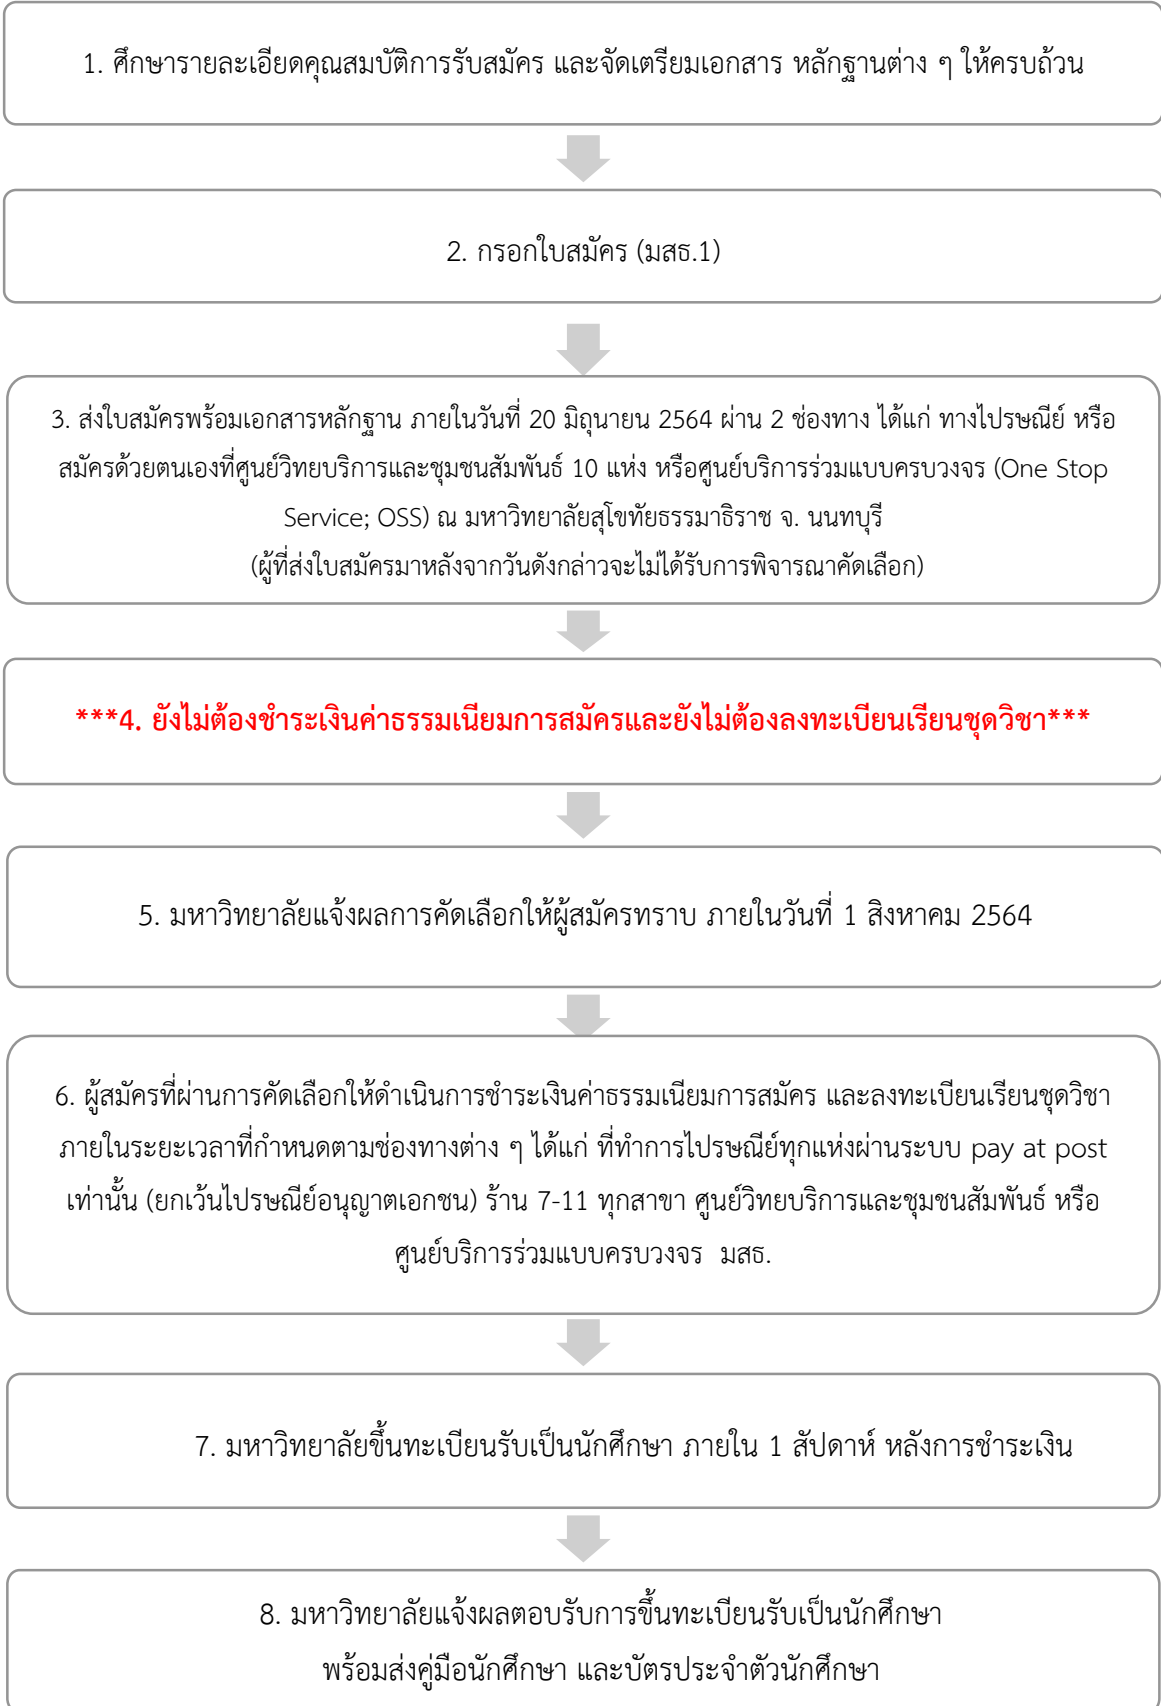 1. ศึกษารายละเอียดคุณสมบัติการรับสมัคร และจัดเตรียมเอกสาร หลักฐานต่าง ๆ ให้ครบถ้วน
2. กรอกใบสมัคร (มสธ.1)
3. ส่งใบสมัครพร้อมเอกสารหลักฐาน ภายในวันที่ 20 มิถุนายน 2564 ผ่าน 2 ช่องทาง ได้แก่ ทางไปรษณีย์ หรือ
สมัครด้วยตนเองที่ศูนย์วิทยบริการและชุมชนสัมพันธ์ 10 แห่ง หรือศูนย์บริการร่วมแบบครบวงจร (One Stop
Service; OSS) ณ มหาวิทยาลัยสุโขทัยธรรมาธิราช จ. นนทบุรี
(ผู้ที่ส่งใบสมัครมาหลังจากวันดังกล่าวจะไม่ได้รับการพิจารณาคัดเลือก)
***4. ยังไม่ต้องชำระเงินค่าธรรมเนียมการสมัครและยังไม่ต้องลงทะเบียนเรียนชุดวิชา***
5. มหาวิทยาลัยแจ้งผลการคัดเลือกให้ผู้สมัครทราบ ภายในวันที่ 1 สิงหาคม 2564
6. ผู้สมัครที่ผ่านการคัดเลือกให้ดำเนินการชำระเงินค่าธรรมเนียมการสมัคร และลงทะเบียนเรียนชุดวิชา
ภายในระยะเวลาที่กำหนดตามช่องทางต่าง ๆ ได้แก่ ที่ทำการไปรษณีย์ทุกแห่งผ่านระบบ pay at post
เท่านั้น (ยกเว้นไปรษณีย์อนุญาตเอกชน) ร้าน 7-11 ทุกสาขา ศูนย์วิทยบริการและชุมชนสัมพันธ์ หรือ
ศูนย์บริการร่วมแบบครบวงจร มสธ.
7. มหาวิทยาลัยขึ้นทะเบียนรับเป็นนักศึกษา ภายใน 1 สัปดาห์ หลังการชำระเงิน
8. มหาวิทยาลัยแจ้งผลตอบรับการขึ้นทะเบียนรับเป็นนักศึกษา
พร้อมส่งคู่มือนักศึกษา และบัตรประจำตัวนักศึกษา